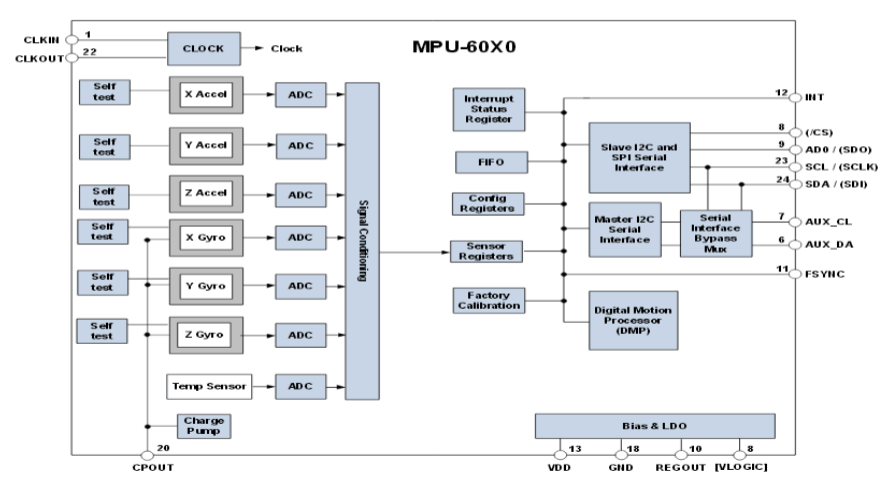 MPU-60X0
CLKIN
1
CLKOUT
22
CLOCK
Clock
Self
test
X Accel
ADC
Self
test
Y Accel
ADC
Self
test
Z Accel
ADC
Self
test
X Gyro
ADC
Self
test
Y Gyro
ADC
Self
test
Z Gyro
ADC
Temp Sensor
ADC
Charge
Pump
20
CPOUT
Signal Conditioning
Interrupt
Status
Register
FIFO
Config
Registers
Sensor
Registers
Factory
Calibration
Slave I2C and
SPI Serial
Interface
Master I2C
Serial
Interface
Serial
Interface
Bypass
Mux
Digital Motion
Processor
(DMP)
12
INT
8
(/CS)
9
AD0 / (SDO)
23
SCL / (SCLK)
24
SDA / (SDI)
7
AUX_CL
6
AUX_DA
11
FSYNC
Bias & LDO
13
VDD
18
GND
10
REGOUT
8
[VLOGIC]